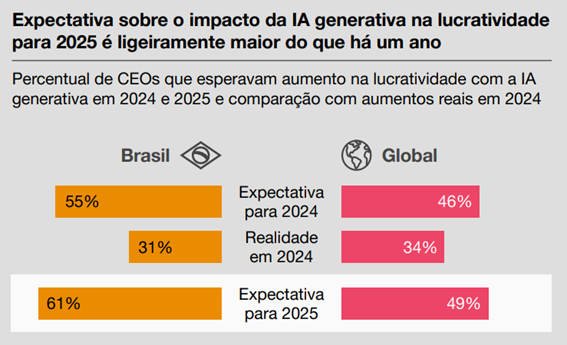 Expectativa sobre o impacto da IA generativa na lucratividade
para 2025 é ligeiramente maior do que há um ano
Percentual de CEOs que esperavam aumento na lucratividade com a IA
generativa em 2024 e 2025 e comparação com aumentos reais em 2024
Brasil
Global
55%
Expectativa
para 2024
46%
31%
Realidade
em 2024
34%
61%
Expectativa
para 2025
49%